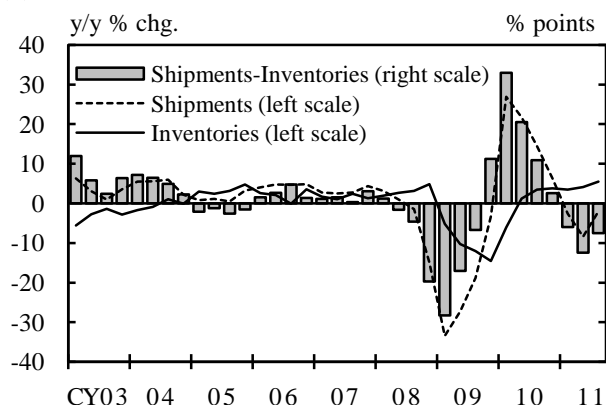 y/y % chg. % points
40
30
20
10
0
-10
-20
-30
-40
Shipments-Inventories (right scale)
Shipments (left scale)
Inventories (left scale)
CY03 04 05 06 07 08 09 10 11